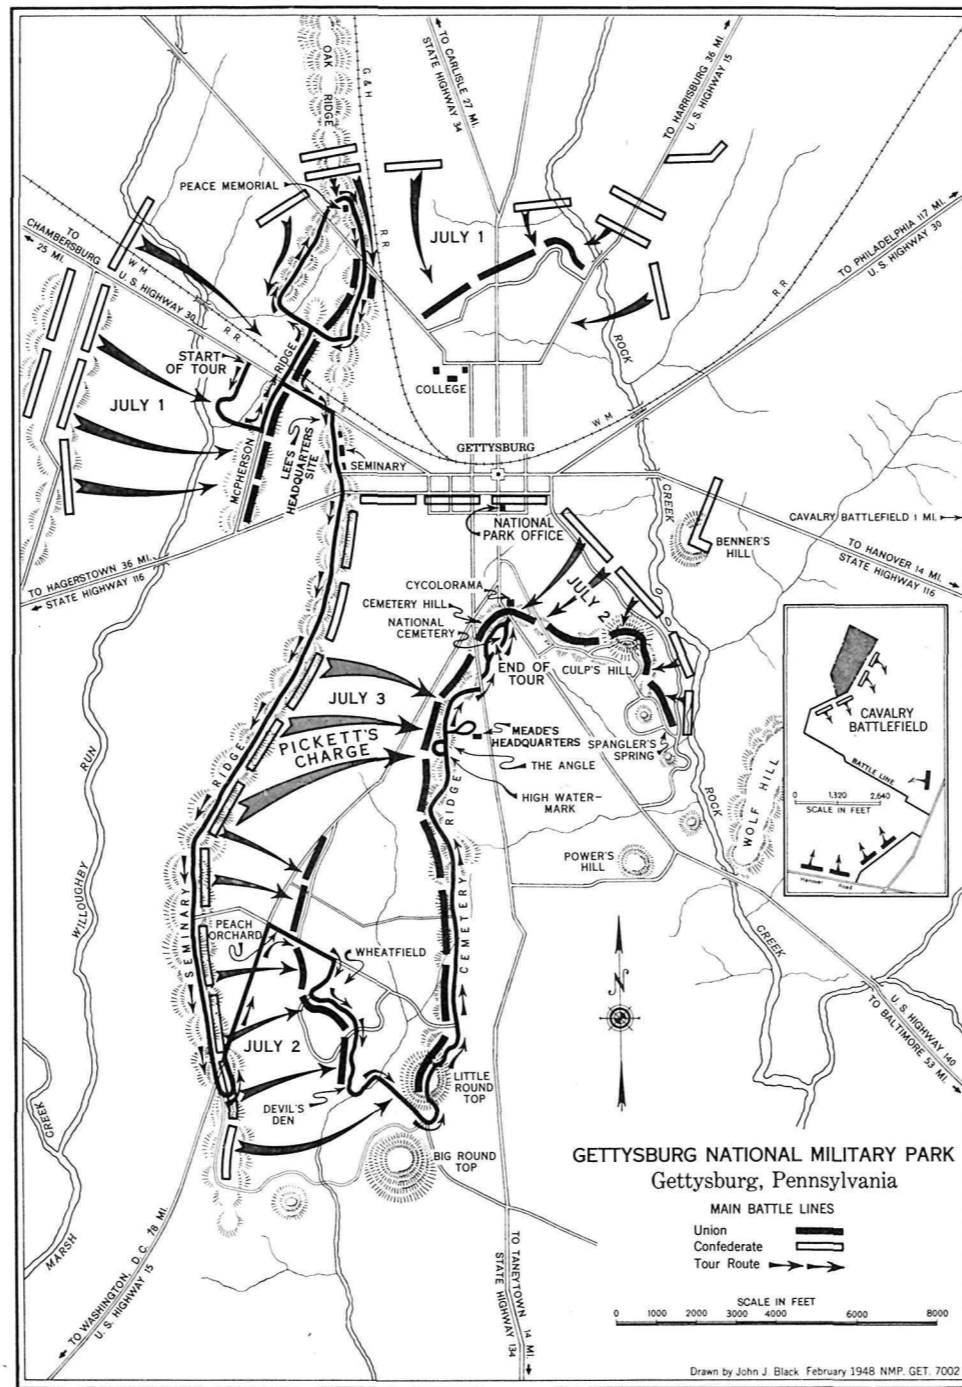 OAK
RIDGE
G & H
R R
TO CARLISLE 27 MI.
STATE HIGHWAY 34
TO HARRISBURG 36 MI.
U.S. HIGHWAY 15
PEACE MEMORIAL
JULY 1
TO
CHAMBERSBURG
25 MI.
U.S. HIGHWAY 30
W M
R R
TO PHILADELPHIA 117 MI.
U.S. HIGHWAY 30
R R
W M
START
OF TOUR
JULY 1
MCPHERSON
RIDGE
LEE'S
HEADQUARTERS
SITE
SEMINARY
COLLEGE
ROCK
CREEK
GETTYSBURG
NATIONAL
PARK OFFICE
BENNER'S
HILL
CAVALRY BATTLEFIELD 1 MI.
TO HANOVER 14 MI.
STATE HIGHWAY 116
TO HAGERSTOWN 36 MI.
STATE HIGHWAY 116
CYCOLORAMA
CEMETERY HILL
NATIONAL
CEMETERY
JULY 2
END OF
TOUR
CULP'S HILL
JULY 3
PICKETT'S
CHARGE
MEADE'S
HEADQUARTERS
SPANGLER'S
SPRING
THE ANGLE
HIGH WATER-
MARK
CAVALRY
BATTLEFIELD
BATTLE LINE
0 1,320 2,640
SCALE IN FEET
Hanover Road
WOLF HILL
ROCK
CREEK
POWER'S
HILL
WILLOUGHBY
RUN
SEMINARY
RIDGE
CEMETERY
RIDGE
PEACH
ORCHARD
WHEATFIELD
N
JULY 2
DEVIL'S
DEN
LITTLE
ROUND
TOP
BIG ROUND
TOP
U.S. HIGHWAY 140
TO BALTIMORE 53 MI.
MARSH
CREEK
TO WASHINGTON, D.C. 78 MI.
U.S. HIGHWAY 15
TO TANEYTOWN 14 MI.
STATE HIGHWAY 134
GETTYSBURG NATIONAL MILITARY PARK
Gettysburg, Pennsylvania
MAIN BATTLE LINES
Union
Confederate
Tour Route
SCALE IN FEET
0 1000 2000 3000 4000 6000 8000
Drawn by John J. Black February 1948 NMP. GET. 7002